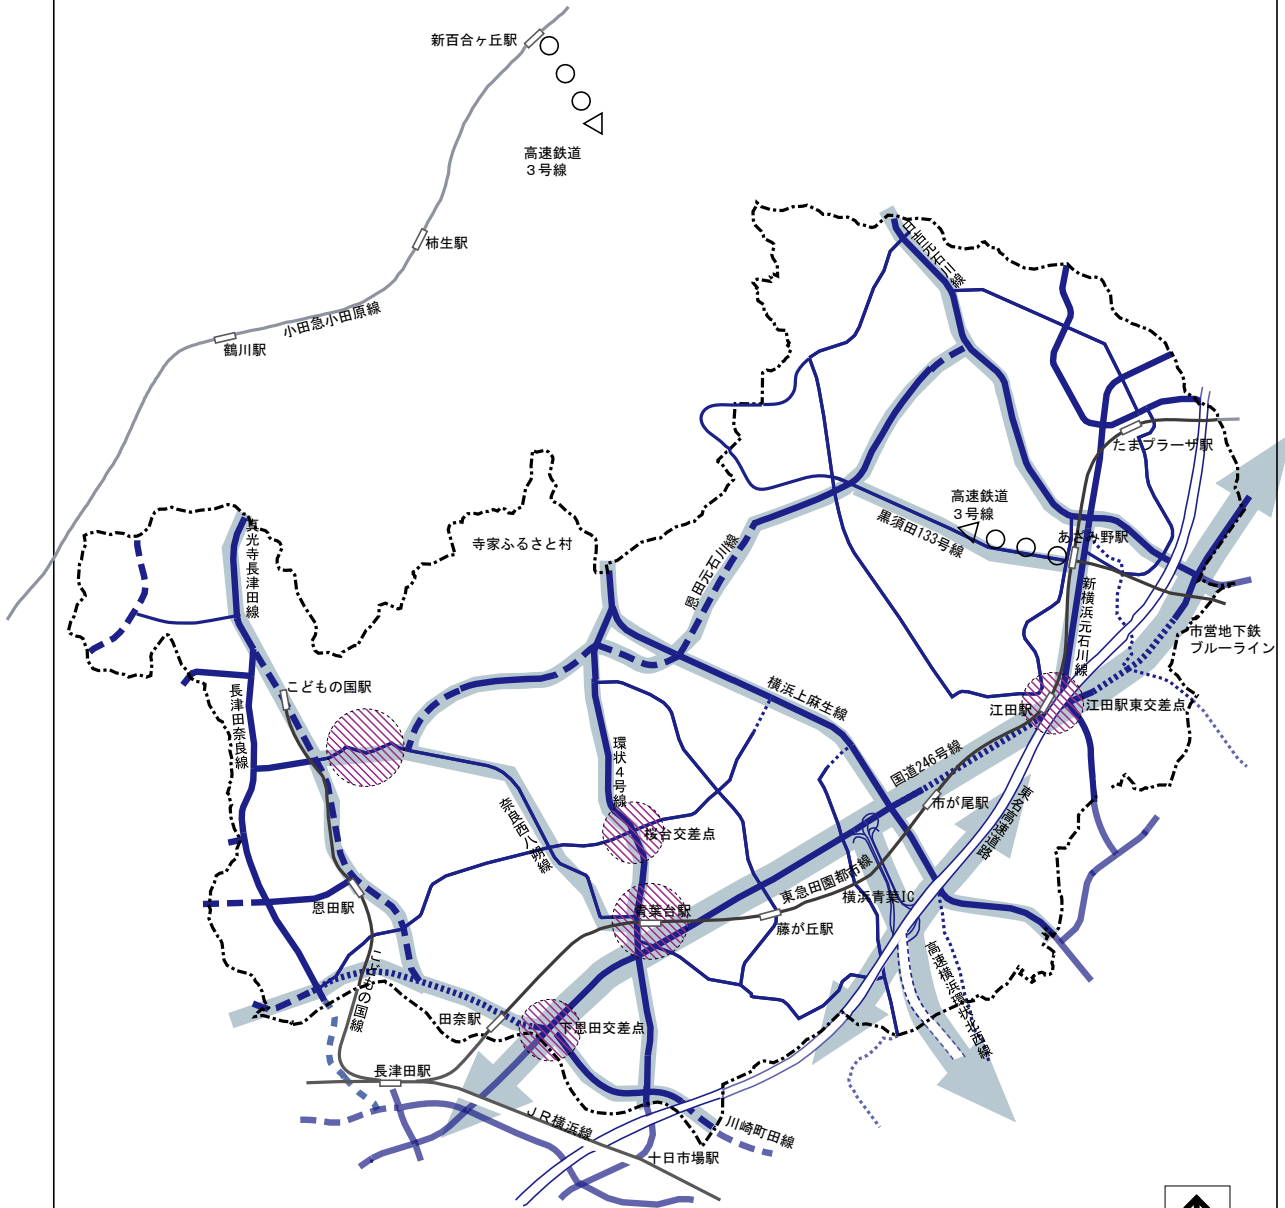 新百合ヶ丘駅
高速鉄道
３号線
柿生駅
小田急小田原線
鶴川駅
日吉元石川線
たまプラーザ駅
高速鉄道
３号線
黒須田133号線
あざみ野駅
真光寺長津田線
寺家ふるさと村
恩田元石川線
新横浜元石川線
市営地下鉄
ブルーライン
こどもの国駅
長津田奈良線
横浜上麻生線
江田駅
江田駅東交差点
環状４号線
国道246号線
市が尾駅
東名高速道路
奈良西八朔線
桜台交差点
東急田園都市線
横浜青葉IC
恩田駅
青葉台駅
藤が丘駅
こどもの国線
高速横浜環状北西線
田奈駅
下恩田交差点
長津田駅
ＪＲ横浜線
川崎町田線
十日市場駅